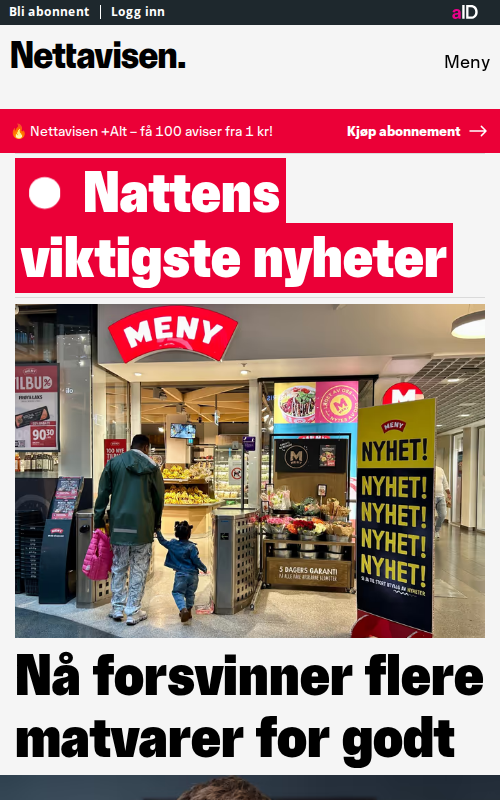 Bli abonnent
Logg inn
aID
Nettavisen.
Meny
🔥 Nettavisen +Alt – få 100 aviser fra 1 kr!
Kjøp abonnement →
Nattens
viktigste nyheter
MENY
90 30
MENY
NYHET!
NYHET!
NYHET!
NYHET!
NYHET!
5 DAGERS GARANTI
Nå forsvinner flere
matvarer for godt